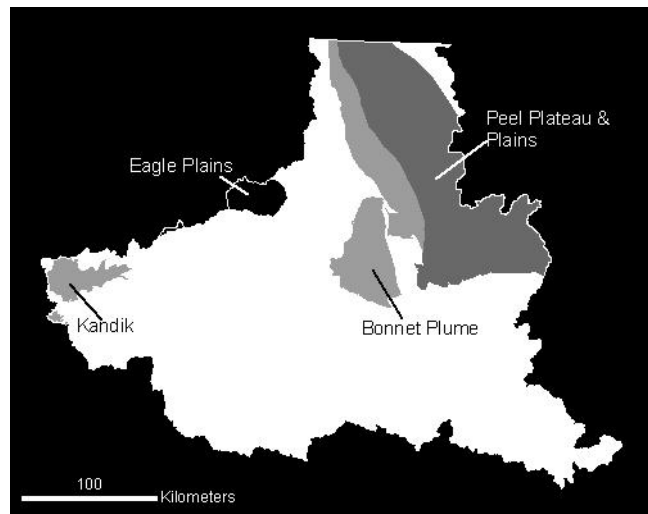 Peel Plateau &
Plains
Eagle Plains
Kandik
Bonnet Plume
100
Kilometers